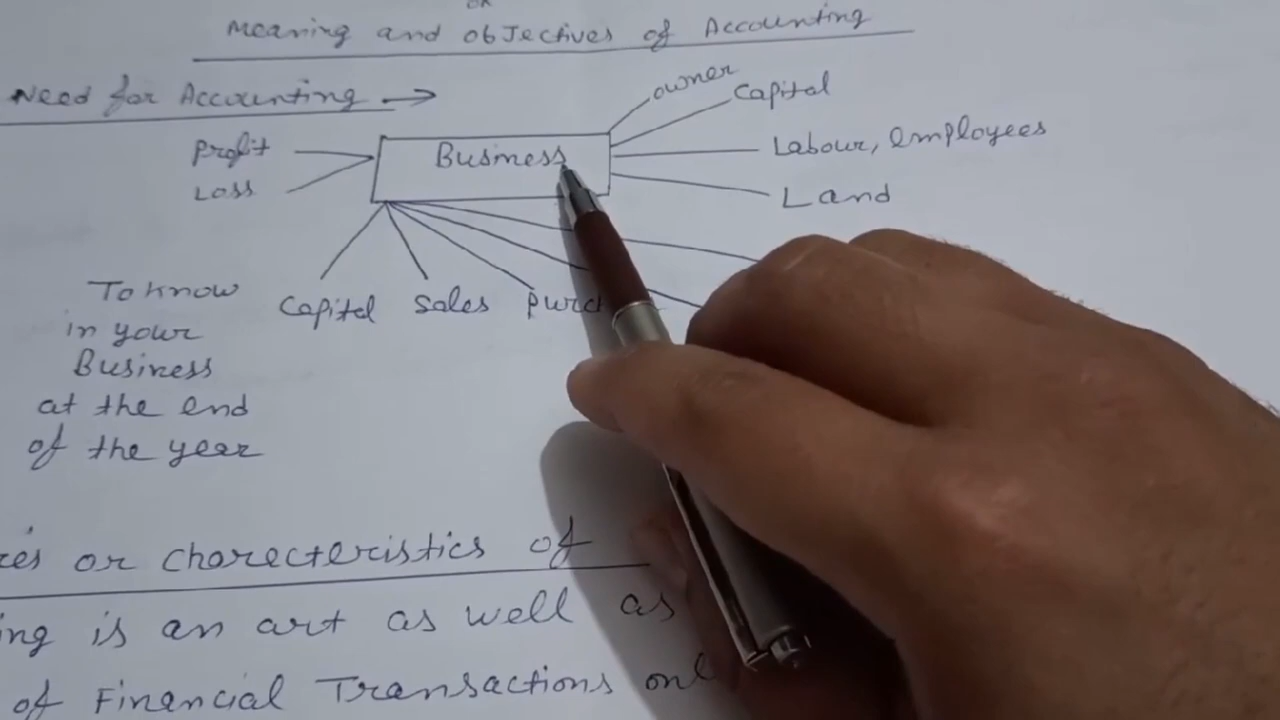 OR
Meaning and objectives of Accounting
Need for Accounting →
owner
Capital
Labour, employees
Land
Profit
Loss
Business
Capital Sales
To know
in your
Business
at the end
of the year
or charecteristics of
is an art as well as
of Financial Transactions